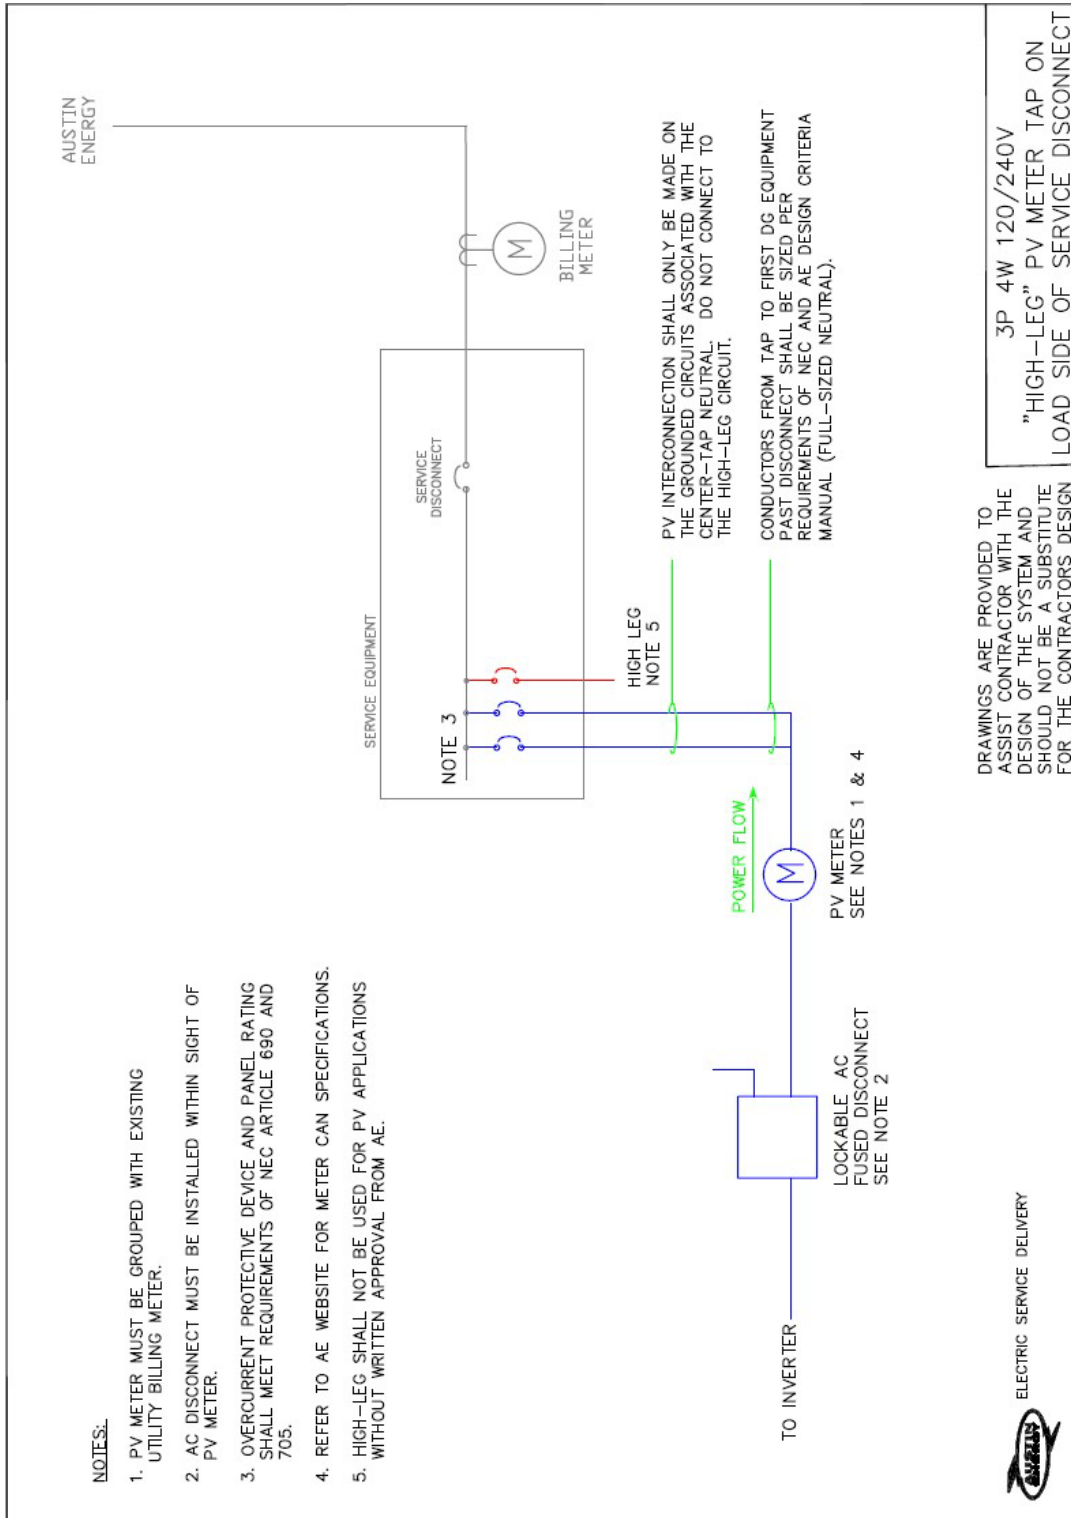 NOTES:
1. PV METER MUST BE GROUPED WITH EXISTING
UTILITY BILLING METER.
2. AC DISCONNECT MUST BE INSTALLED WITHIN SIGHT OF
PV METER.
3. OVERCURRENT PROTECTIVE DEVICE AND PANEL RATING
SHALL MEET REQUIREMENTS OF NEC ARTICLE 690 AND
705.
4. REFER TO AE WEBSITE FOR METER CAN SPECIFICATIONS.
5. HIGH-LEG SHALL NOT BE USED FOR PV APPLICATIONS
WITHOUT WRITTEN APPROVAL FROM AE.
AUSTIN
ENERGY
SERVICE EQUIPMENT
SERVICE
DISCONNECT
NOTE 3
M
BILLING
METER
HIGH LEG
NOTE 5
PV INTERCONNECTION SHALL ONLY BE MADE ON
THE GROUNDED CIRCUITS ASSOCIATED WITH THE
CENTER-TAP NEUTRAL. DO NOT CONNECT TO
THE HIGH-LEG CIRCUIT.
CONDUCTORS FROM TAP TO FIRST DG EQUIPMENT
PAST DISCONNECT SHALL BE SIZED PER
REQUIREMENTS OF NEC AND AE DESIGN CRITERIA
MANUAL (FULL-SIZED NEUTRAL).
POWER FLOW
M
PV METER
SEE NOTES 1 & 4
LOCKABLE AC
FUSED DISCONNECT
SEE NOTE 2
TO INVERTER
AUSTIN
ENERGY
ELECTRIC SERVICE DELIVERY
DRAWINGS ARE PROVIDED TO
ASSIST CONTRACTOR WITH THE
DESIGN OF THE SYSTEM AND
SHOULD NOT BE A SUBSTITUTE
FOR THE CONTRACTORS DESIGN
3P 4W 120/240V
"HIGH-LEG" PV METER TAP ON
LOAD SIDE OF SERVICE DISCONNECT